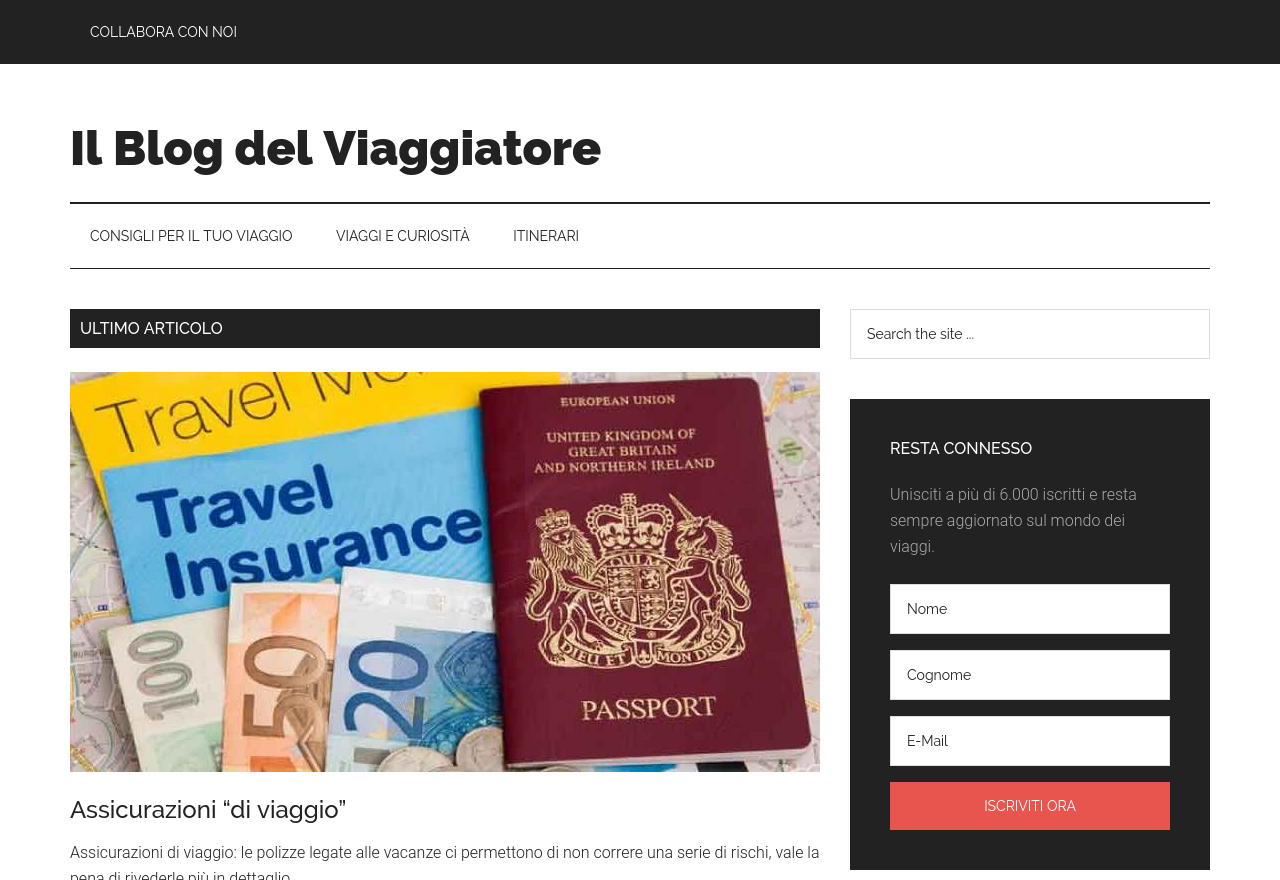 COLLABORA CON NOI
Il Blog del Viaggiatore
CONSIGLI PER IL TUO VIAGGIO
VIAGGI E CURIOSITÀ
ITINERARI
ULTIMO ARTICOLO
Travel
Travel
Insurance
100
50
20
EUROPEAN UNION
UNITED KINGDOM OF
GREAT BRITAIN
AND NORTHERN IRELAND
DIEU ET MON DROIT
PASSPORT
Assicurazioni “di viaggio”
Assicurazioni di viaggio: le polizze legate alle vacanze ci permettono di non correre una serie di rischi, vale la
pena di rivederle più in dettaglio
Search the site ...
RESTA CONNESSO
Unisciti a più di 6.000 iscritti e resta
sempre aggiornato sul mondo dei
viaggi.
Nome
Cognome
E-Mail
ISCRIVITI ORA